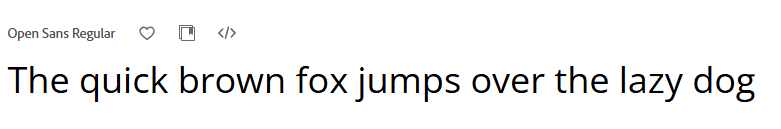 Open Sans Regular
The quick brown fox jumps over the lazy dog